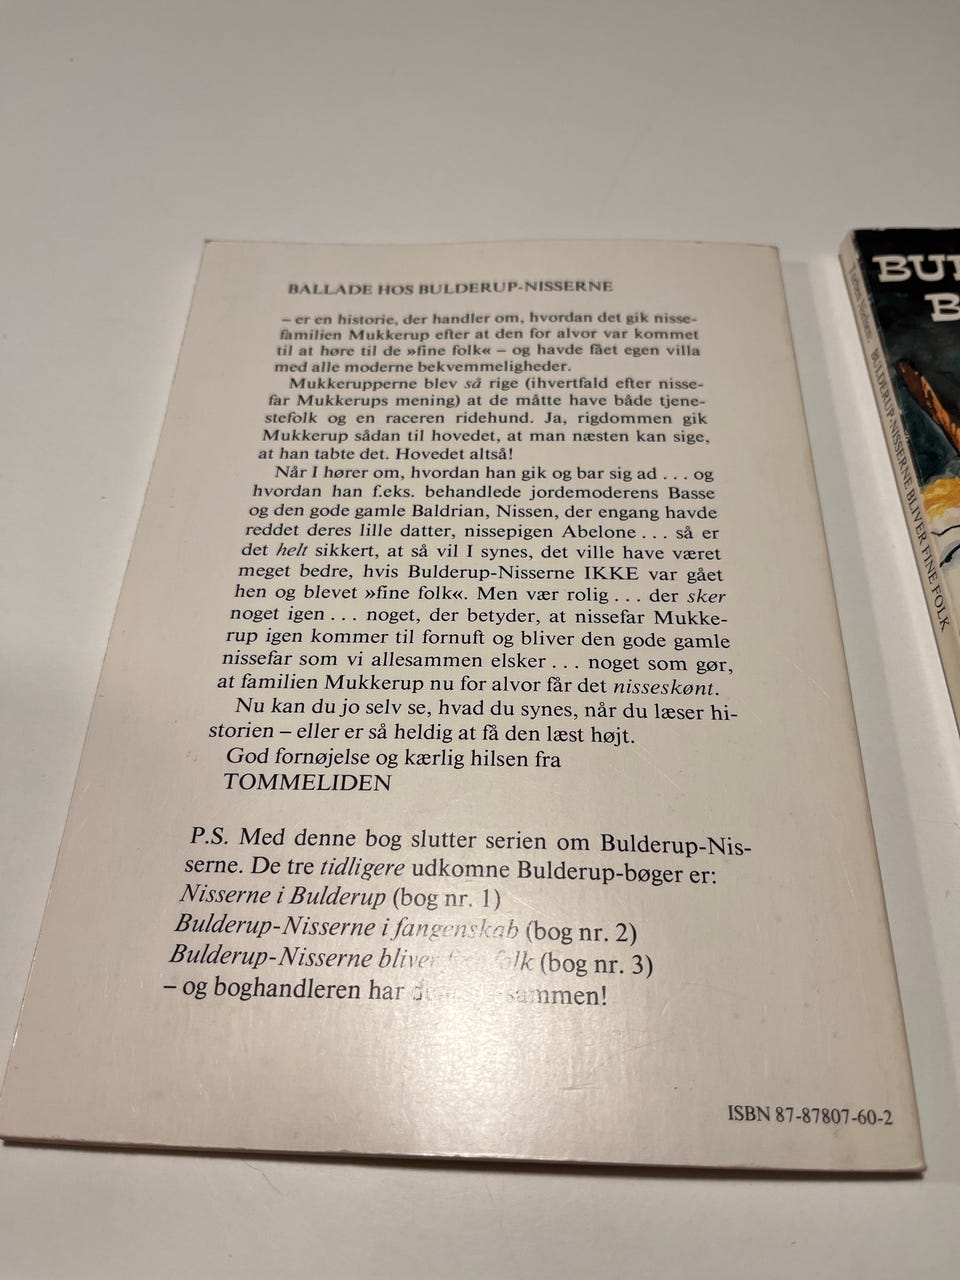 BALLADE HOS BULDERUP-NISSERNE
– er en historie, der handler om, hvordan det gik nisse-
familien Mukkerup efter at den for alvor var kommet
til at høre til de »fine folk« – og havde fået egen villa
med alle moderne bekvemmeligheder.
Mukkerupperne blev så rige (ihvertfald efter nisse-
far Mukkerups mening) at de måtte have både tjene-
stefolk og en raceren ridehund. Ja, rigdommen gik
Mukkerup sådan til hovedet, at man næsten kan sige,
at han tabte det. Hovedet altså!
Når I hører om, hvordan han gik og bar sig ad . . . og
hvordan han f.eks. behandlede jordemoderens Basse
og den gode gamle Baldrian, Nissen, der engang havde
reddet deres lille datter, nissepigen Abelone . . . så er
det helt sikkert, at så vil I synes, det ville have været
meget bedre, hvis Bulderup-Nisserne IKKE var gået
hen og blevet »fine folk«. Men vær rolig . . . der sker
noget igen . . . noget, der betyder, at nissefar Mukke-
rup igen kommer til fornuft og bliver den gode gamle
nissefar som vi allesammen elsker . . . noget som gør,
at familien Mukkerup nu for alvor får det nisseskønt.
Nu kan du jo selv se, hvad du synes, når du læser hi-
storien – eller er så heldig at få den læst højt.
God fornøjelse og kærlig hilsen fra
TOMMELIDEN
P.S. Med denne bog slutter serien om Bulderup-Nis-
serne. De tre tidligere udkomne Bulderup-bøger er:
Nisserne i Bulderup (bog nr. 1)
Bulderup-Nisserne i fangenskab (bog nr. 2)
Bulderup-Nisserne bliver folk (bog nr. 3)
– og boghandleren har
ISBN 87-87807-60-2
BULDERUP-NISSERNE BLIVER FINE FOLK
BU
B